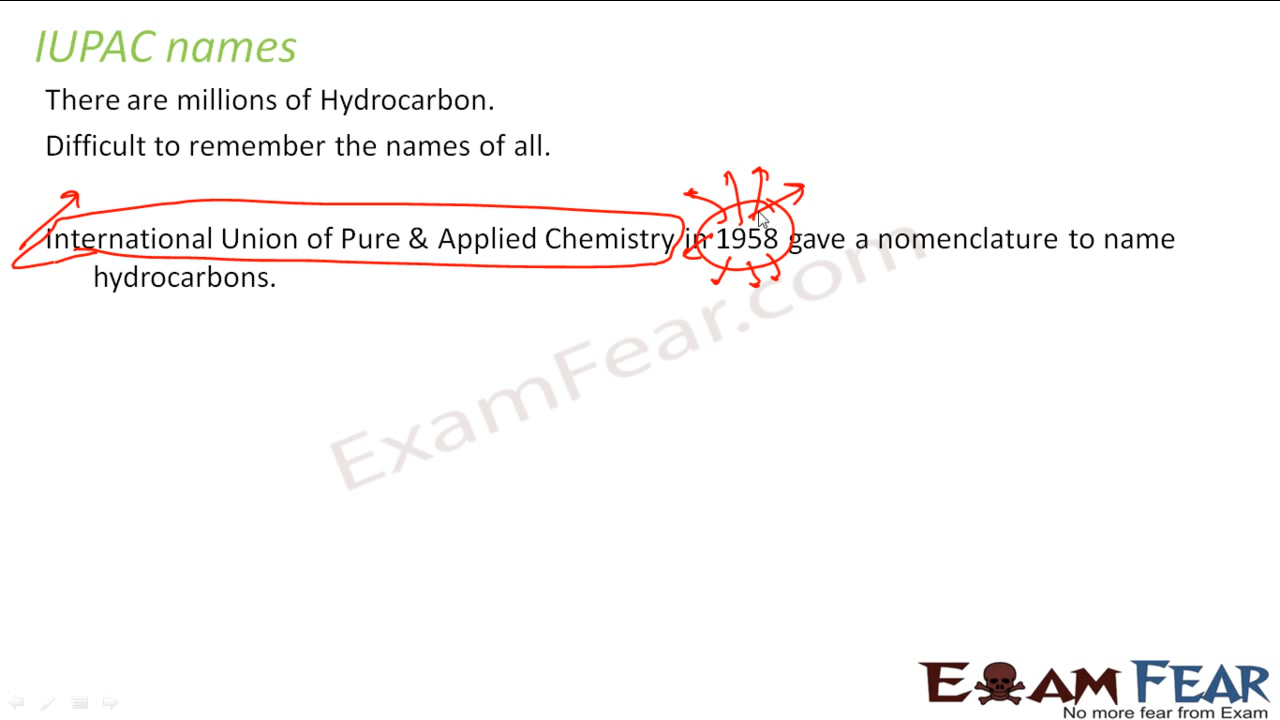 IUPAC names
There are millions of Hydrocarbon.
Difficult to remember the names of all.
International Union of Pure & Applied Chemistry in 1958 gave a nomenclature to name
hydrocarbons.
ExamFear.com
EXAM FEAR
No more fear from Exam